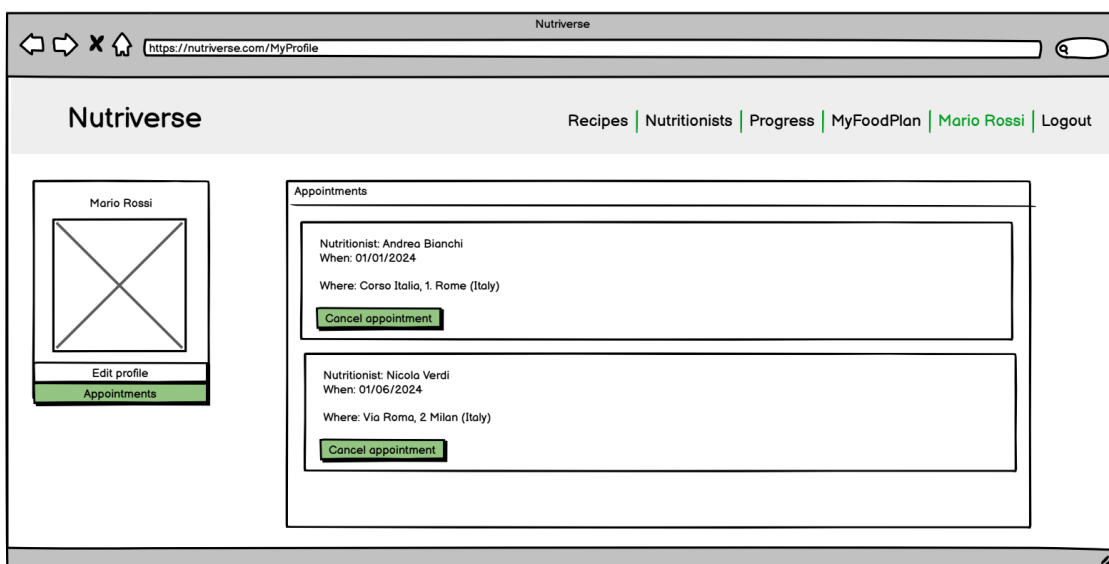 Nutriverse
https://nutriverse.com/MyProfile
Nutriverse
Recipes | Nutritionists | Progress | MyFoodPlan | Mario Rossi | Logout
Mario Rossi
Edit profile
Appointments
Appointments
Nutritionist: Andrea Bianchi
When: 01/01/2024
Where: Corso Italia, 1. Rome (Italy)
Cancel appointment
Nutritionist: Nicola Verdi
When: 01/06/2024
Where: Via Roma, 2 Milan (Italy)
Cancel appointment